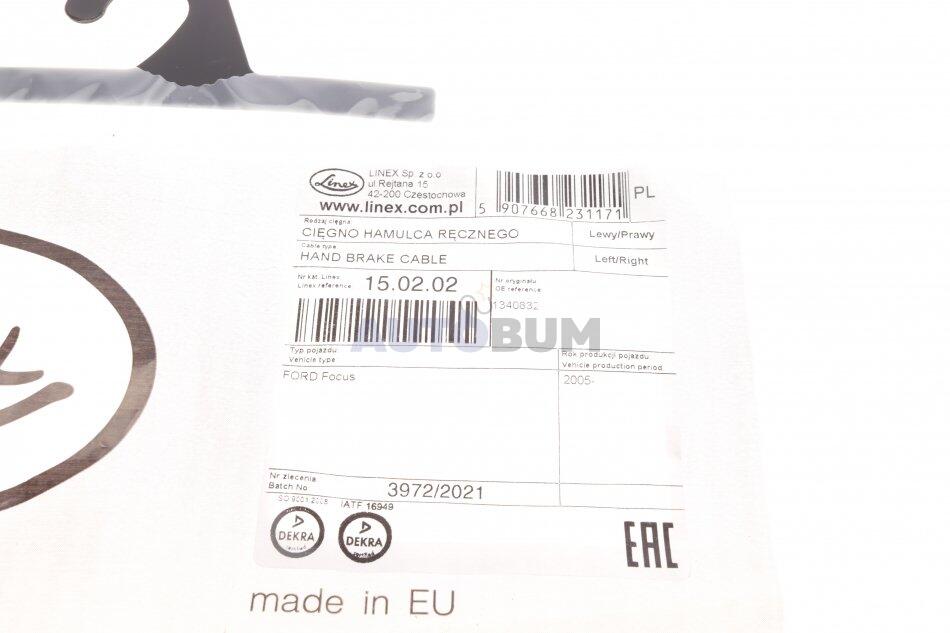 Linex
LINEX Sp. z o.o
ul Rejtana 15
42-200 Czestochowa
www.linex.com.pl
5 907668 231171
PL
Rodzaj cięgna
CIĘGNO HAMULCA RĘCZNEGO
Lewy/Prawy
Cable type
HAND BRAKE CABLE
Left/Right
Nr kat. Linex
Linex reference
15.02.02
Nr oryginału
OE reference
1340832
AUTOBUM
Typ pojazdu
Vehicle type
Rok produkcji pojazdu
Vehicle production period
FORD Focus
2005-
Nr zlecenia
Batch No
3972/2021
ISO 9001:2008
IATF 16949
DEKRA
DEKRA
EAC
made in EU